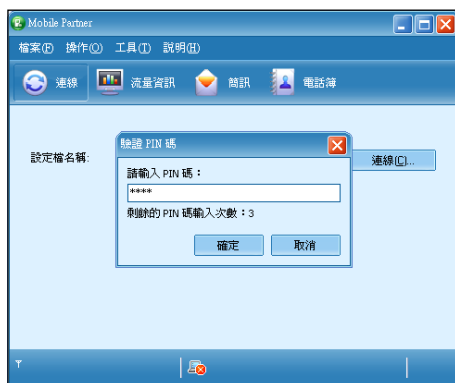 Mobile Partner
檔案(F) 操作(O) 工具(T) 說明(H)
連線 流量資訊 簡訊 電話簿
驗證 PIN 碼
設定檔名稱:
連線(C)...
請輸入 PIN 碼：
****
剩餘的 PIN 碼輸入次數：3
確定 取消